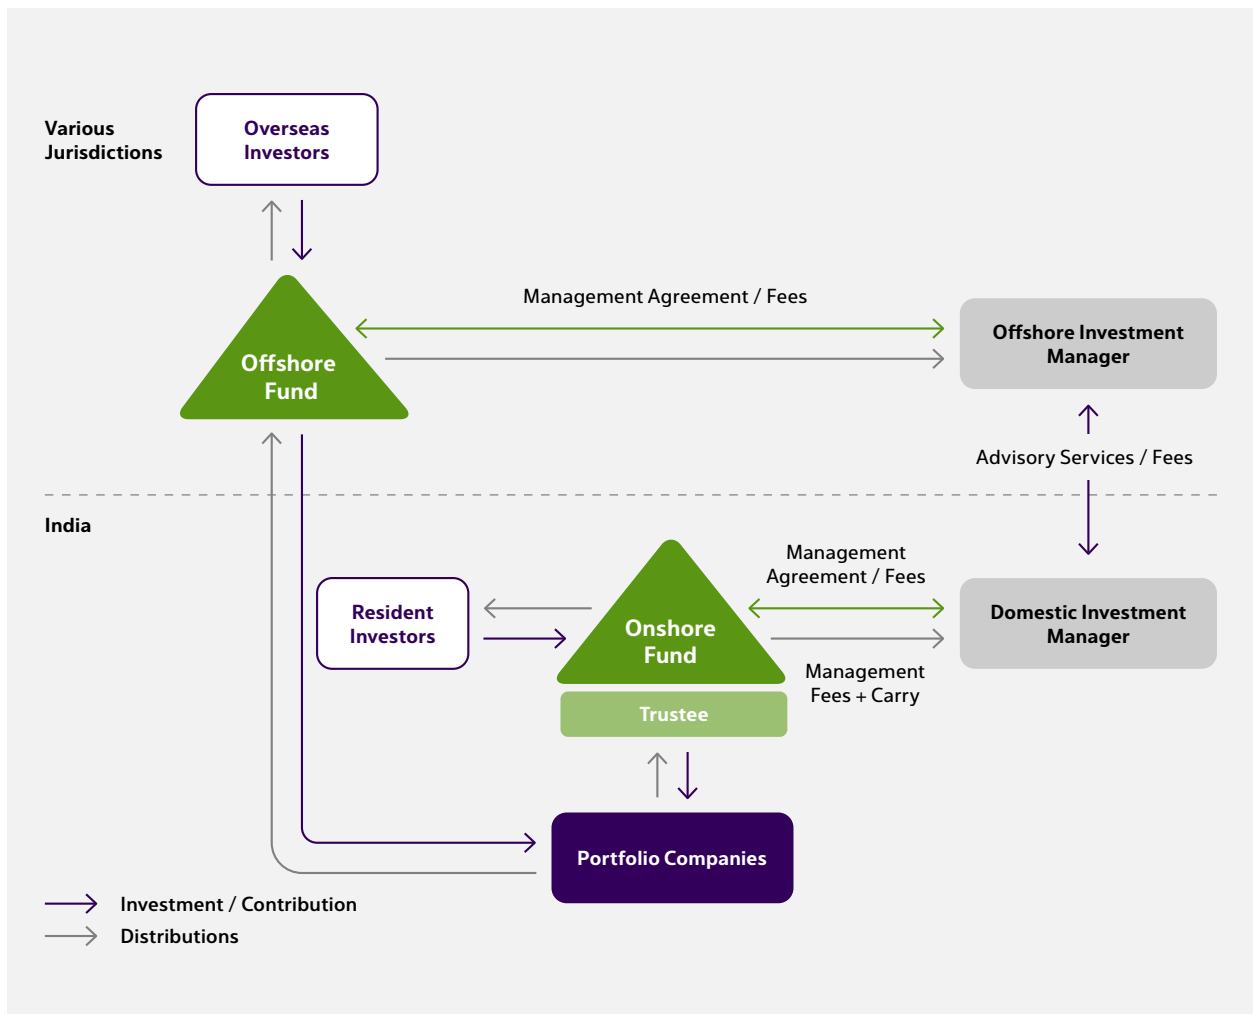 Various
Jurisdictions
Overseas
Investors
Management Agreement / Fees
Offshore
Fund
Offshore Investment
Manager
Advisory Services / Fees
India
Management
Agreement / Fees
Resident
Investors
Onshore
Fund
Domestic Investment
Manager
Management
Fees + Carry
Trustee
Portfolio Companies
Investment / Contribution
Distributions